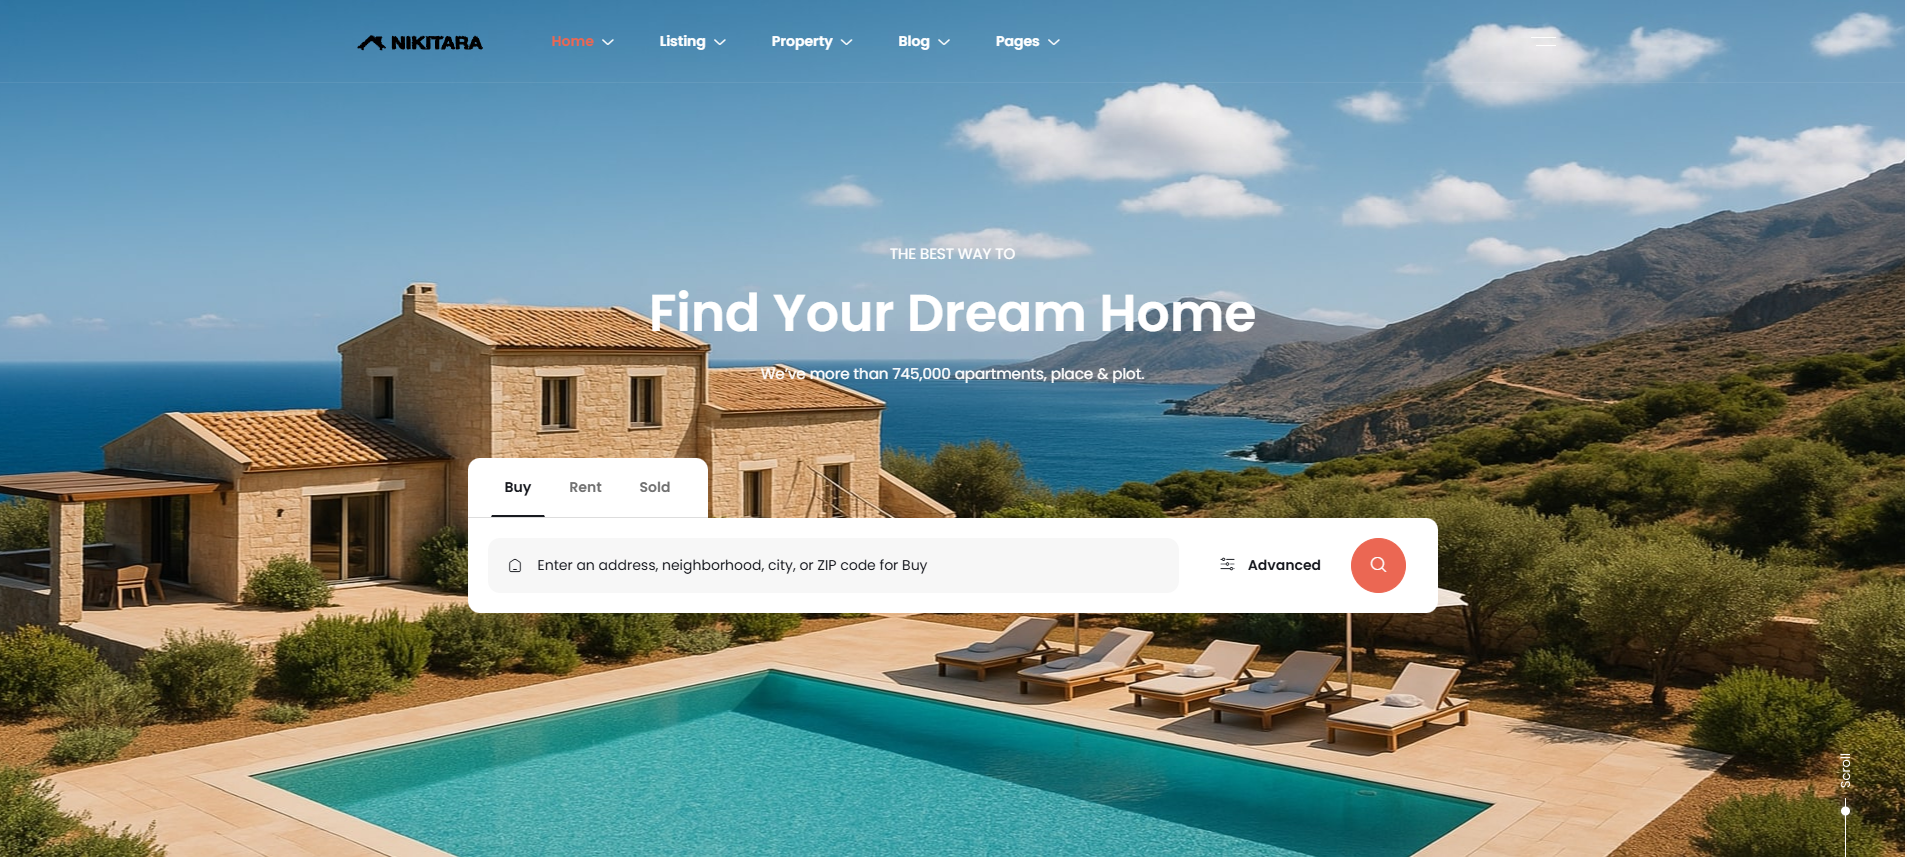 NIKITARA
Home
Listing
Property
Blog
Pages
THE BEST WAY TO
Find Your Dream Home
We've more than 745,000 apartments, place & plot.
Buy
Rent
Sold
Enter an address, neighborhood, city, or ZIP code for Buy
Advanced
Scroll